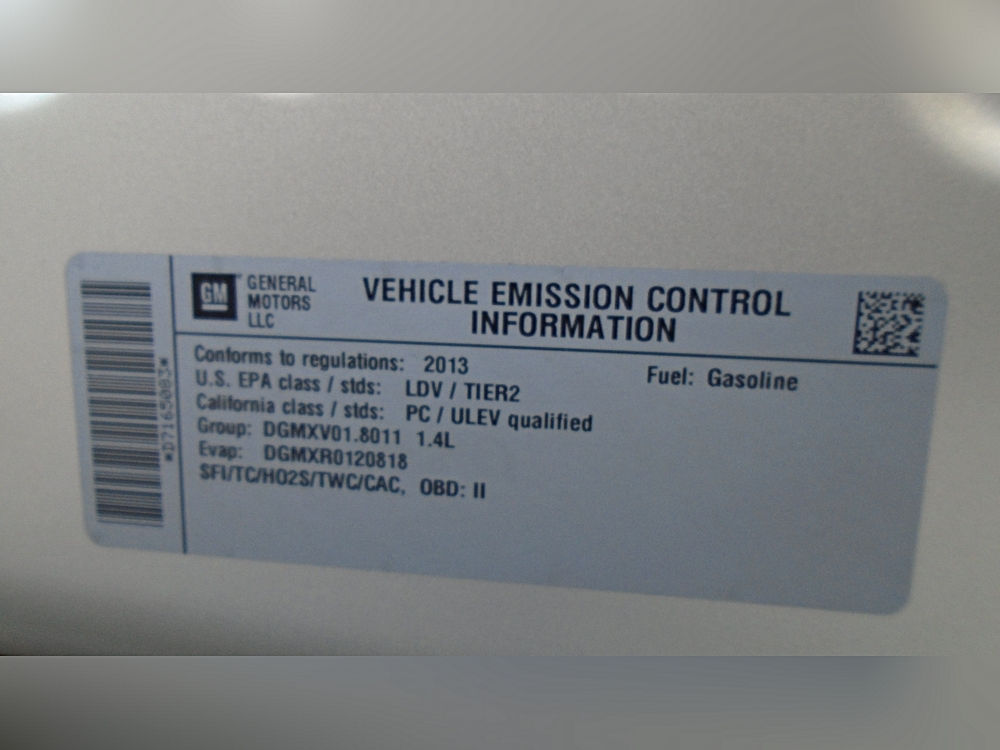 GM GENERAL
MOTORS
LLC
VEHICLE EMISSION CONTROL
INFORMATION
Conforms to regulations: 2013
Fuel: Gasoline
U.S. EPA class / stds: LDV / TIER2
California class / stds: PC / ULEV qualified
Group: DGMXV01.8011 1.4L
Evap: DGMXR0120818
SFI/TC/HO2S/TWC/CAC, OBD: II
*D7165083*